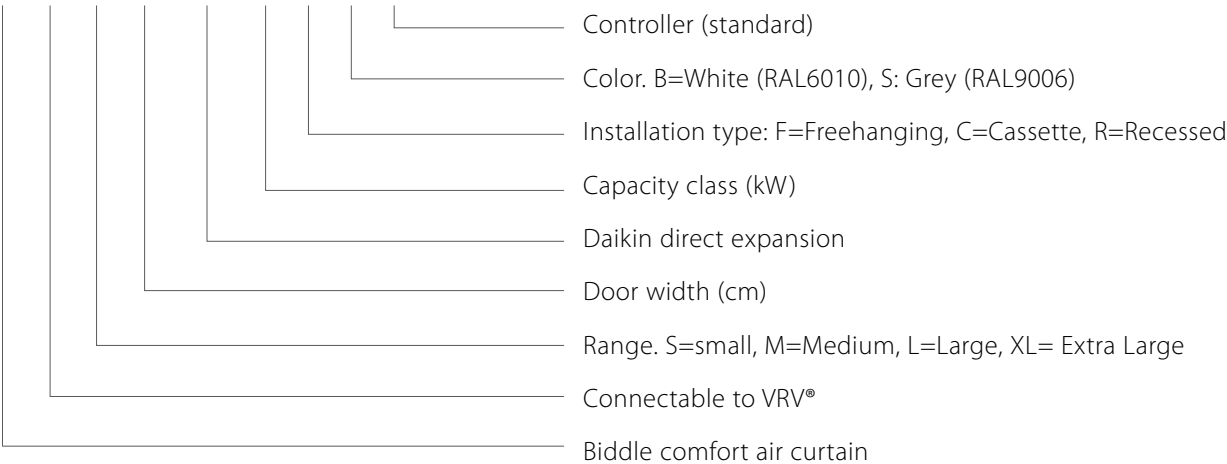 Controller (standard)
Color. B=White (RAL6010), S: Grey (RAL9006)
Installation type: F=Freehanging, C=Cassette, R=Recessed
Capacity class (kW)
Daikin direct expansion
Door width (cm)
Range. S=small, M=Medium, L=Large, XL= Extra Large
Connectable to VRV®
Biddle comfort air curtain